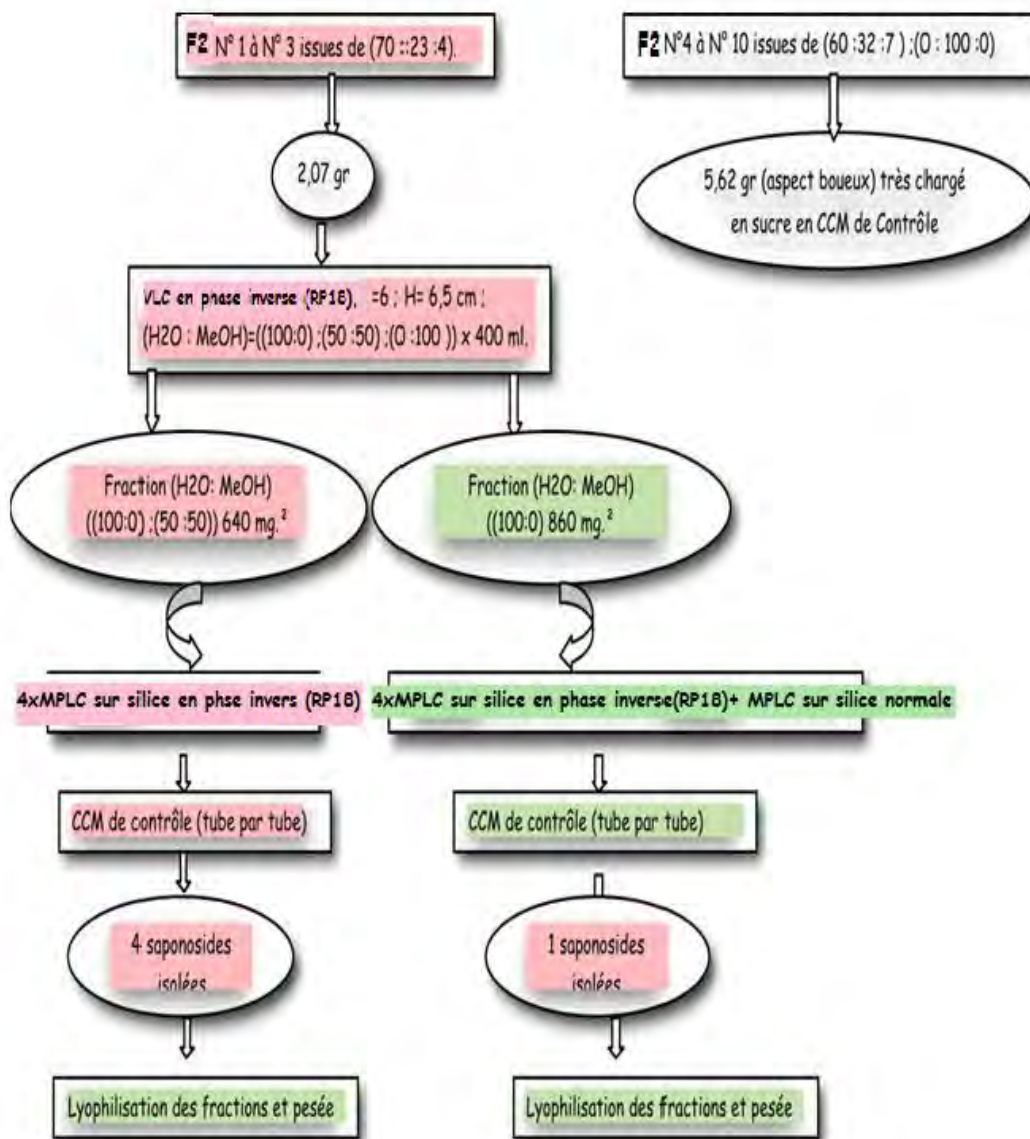 F2 N° 1 à N° 3 issues de (70 ::23 :4).
F2 N°4 à N° 10 issues de (60 :32 :7 ) ;(0 : 100 :0)
2,07 gr
5,62 gr (aspect boueux) très chargé
en sucre en CCM de Contrôle
VLC en phase inverse (RP18), =6 ; H= 6,5 cm ;
(H2O : MeOH)=((100:0) ;(50 :50) ;(0 :100 )) x 400 ml.
Fraction (H2O: MeOH)
((100:0) ;(50 :50)) 640 mg.²
Fraction (H2O: MeOH)
((100:0) 860 mg.²
4xMPLC sur silice en phse invers (RP18)
4xMPLC sur silice en phase inverse(RP18)+ MPLC sur silice normale
CCM de contrôle (tube par tube)
CCM de contrôle (tube par tube)
4 saponosides
isolées
1 saponosides
isolées
Lyophilisation des fractions et pesée
Lyophilisation des fractions et pesée